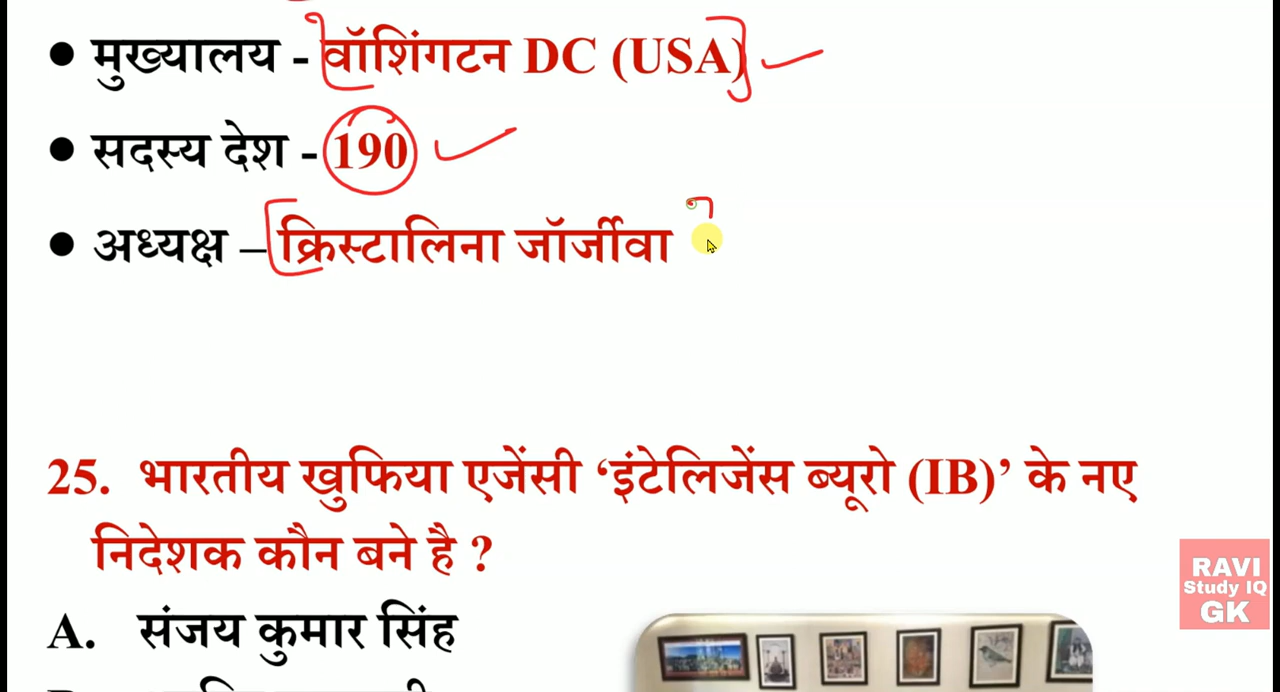 ● मुख्यालय - वॉशिंगटन DC (USA)
● सदस्य देश - 190
● अध्यक्ष – क्रिस्टालिना जॉर्जीवा
25. भारतीय खुफिया एजेंसी ‘इंटेलिजेंस ब्यूरो (IB)’ के नए
निदेशक कौन बने है ?
RAVI
Study IQ
GK
A. संजय कुमार सिंह